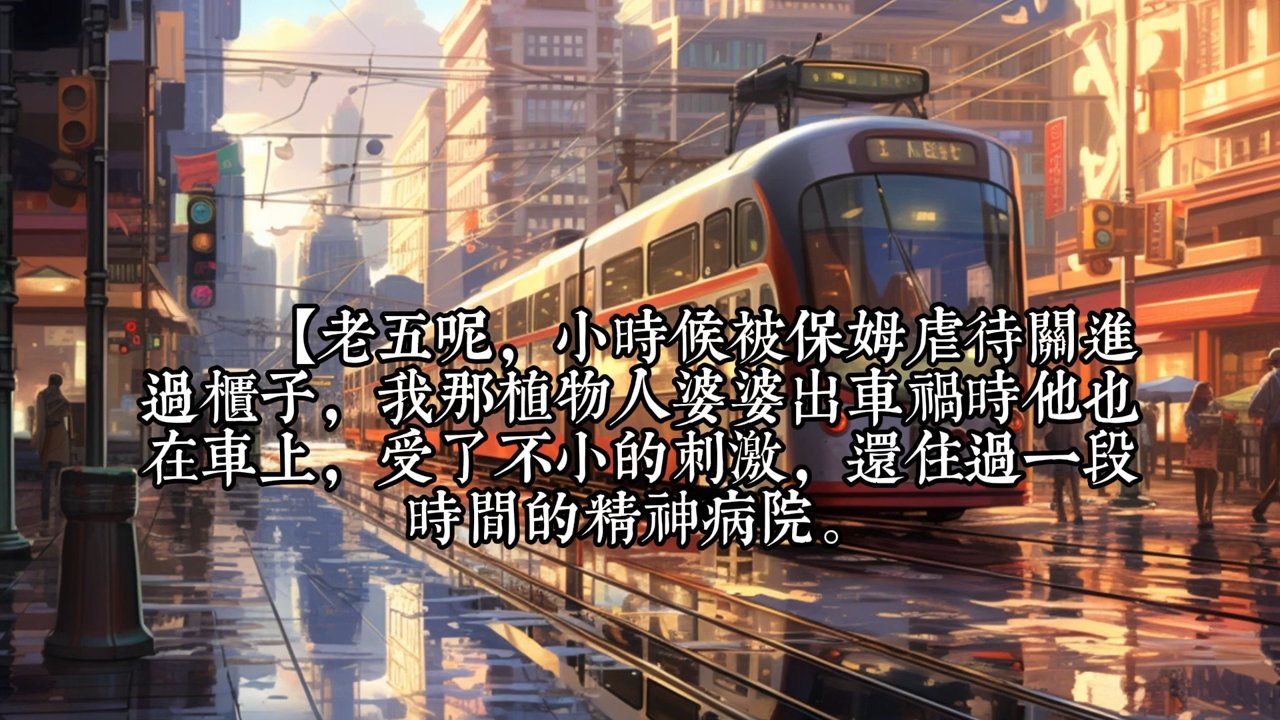 【老五呢，小時候被保姆虐待關進
過櫃子，我那植物人婆婆出車禍時他也
在車上，受了不小的刺激，還住過一段
時間的精神病院。